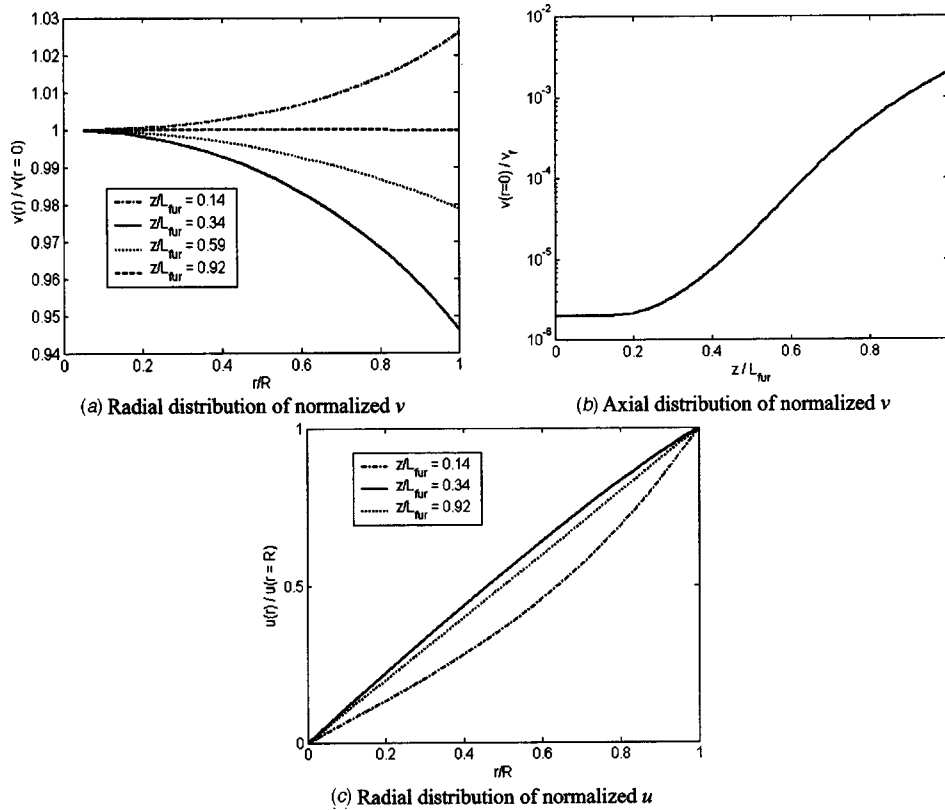 1.03
1.02
1.01
1
0.99
0.98
0.97
0.96
0.95
0.94
v(r) / v(r = 0)
z/L_fur = 0.14
z/L_fur = 0.34
z/L_fur = 0.59
z/L_fur = 0.92
0 0.2 0.4 0.6 0.8 1
r/R
(a) Radial distribution of normalized v
10^-2
10^-3
10^-4
10^-5
10^-6
v(r=0) / v_f
0 0.2 0.4 0.6 0.8
z / L_fur
(b) Axial distribution of normalized v
1
0.5
0
u(r) / u(r = R)
z/L_fur = 0.14
z/L_fur = 0.34
z/L_fur = 0.92
0 0.2 0.4 0.6 0.8 1
r/R
(c) Radial distribution of normalized u